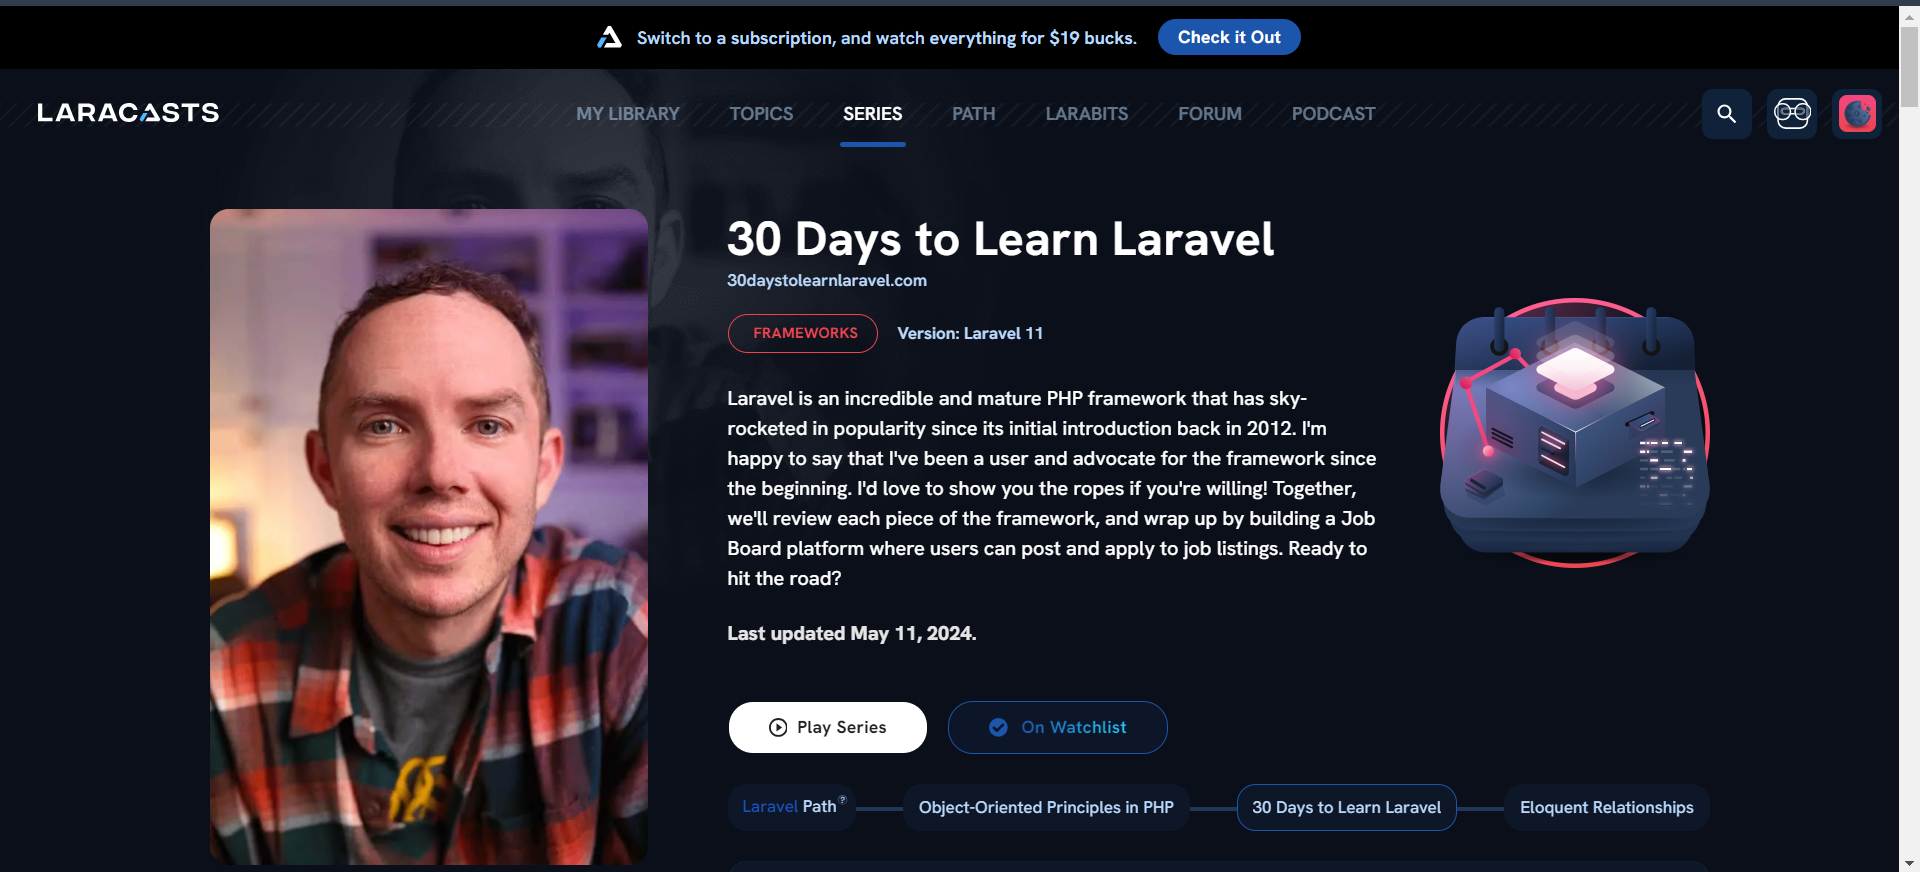 Switch to a subscription, and watch everything for $19 bucks.
Check it Out
LARACASTS
MY LIBRARY
TOPICS
SERIES
PATH
LARABITS
FORUM
PODCAST
30 Days to Learn Laravel
30daystolearnlaravel.com
FRAMEWORKS
Version: Laravel 11
Laravel is an incredible and mature PHP framework that has sky-
rocketed in popularity since its initial introduction back in 2012. I'm
happy to say that I've been a user and advocate for the framework since
the beginning. I'd love to show you the ropes if you're willing! Together,
we'll review each piece of the framework, and wrap up by building a Job
Board platform where users can post and apply to job listings. Ready to
hit the road?
Last updated May 11, 2024.
Play Series
On Watchlist
Laravel Path?
Object-Oriented Principles in PHP
30 Days to Learn Laravel
Eloquent Relationships